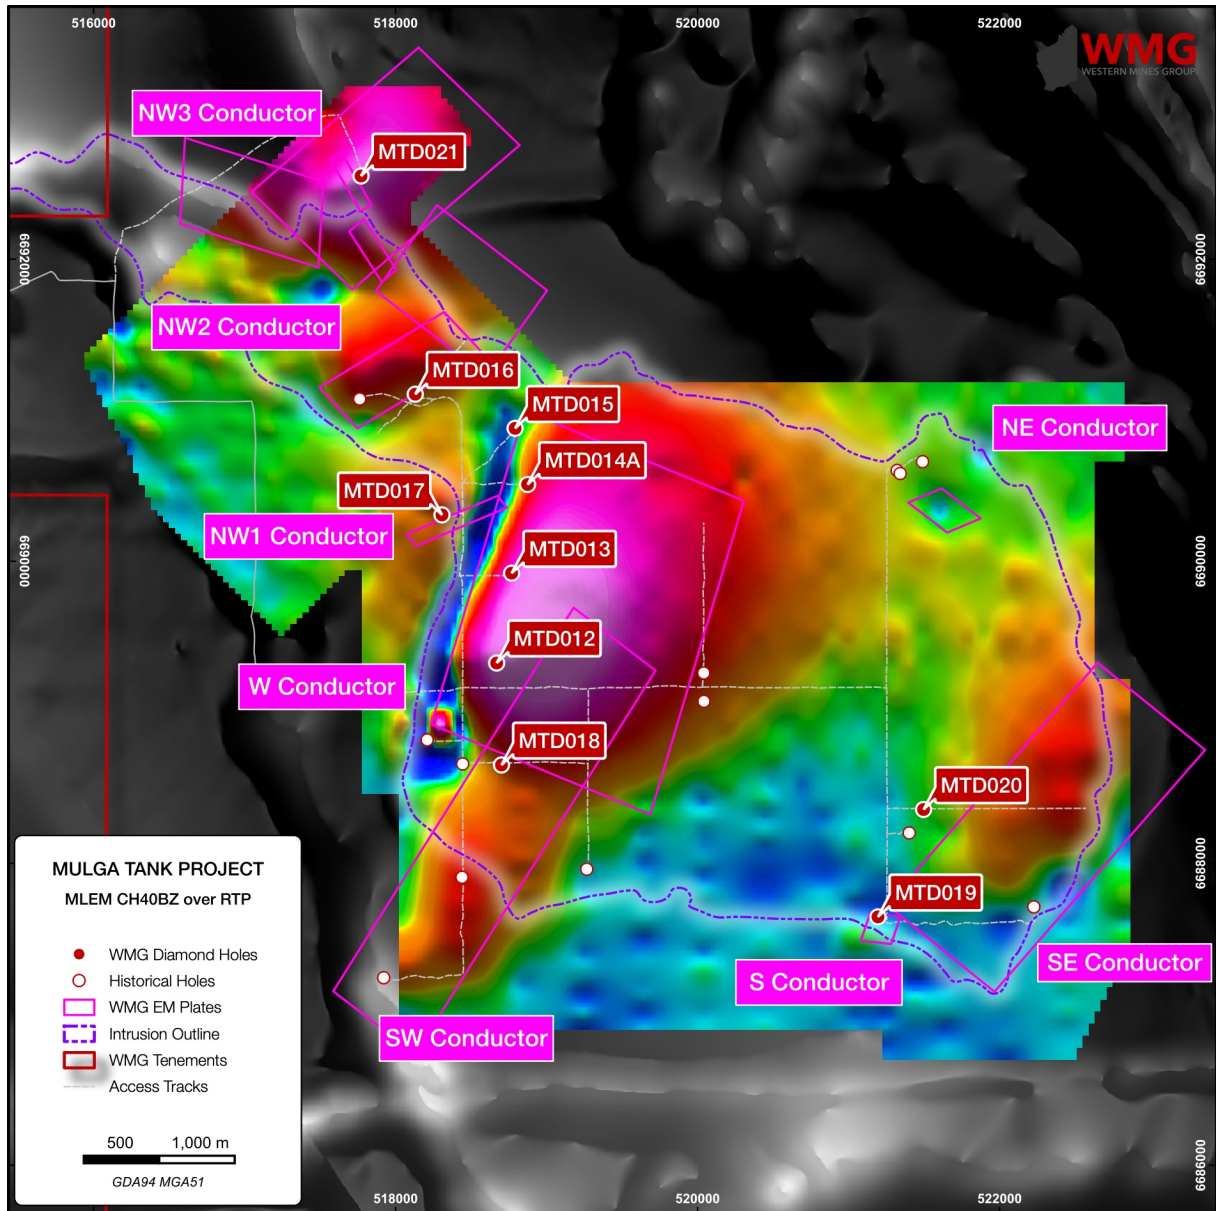 516000
518000
520000
522000
WMG
WESTERN MINES GROUP
NW3 Conductor
MTD021
6692000
6692000
NW2 Conductor
MTD016
MTD015
NE Conductor
MTD014A
MTD017
NW1 Conductor
MTD013
6690000
6690000
MTD012
W Conductor
MTD018
MTD020
MTD019
6688000
SE Conductor
S Conductor
SW Conductor
MULGA TANK PROJECT
MLEM CH40BZ over RTP
WMG Diamond Holes
Historical Holes
WMG EM Plates
Intrusion Outline
WMG Tenements
Access Tracks
500 1,000 m
GDA94 MGA51
6686000
518000
520000
522000